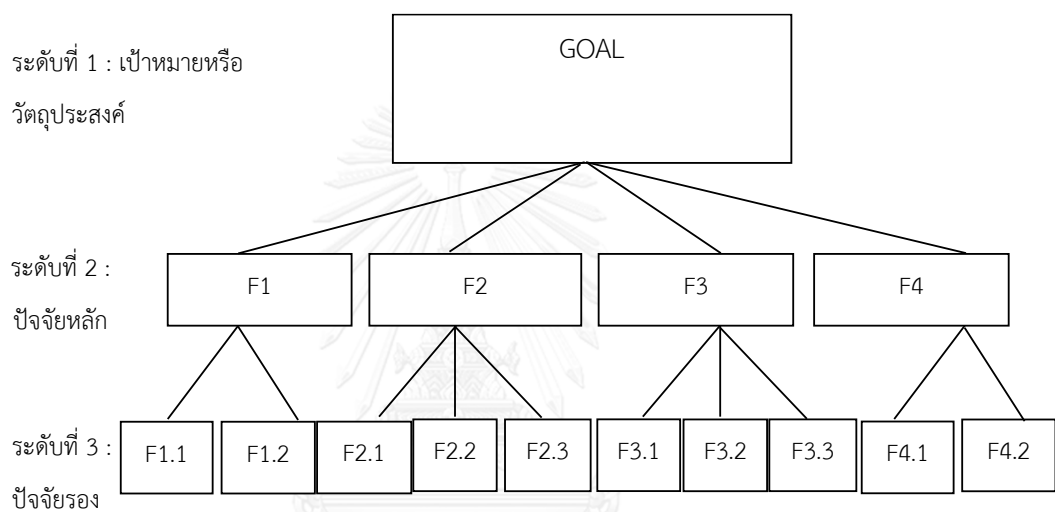 GOAL
ระดับที่ 1 : เป้าหมายหรือ
วัตถุประสงค์
ระดับที่ 2 :
ปัจจัยหลัก
F1
F2
F3
F4
ระดับที่ 3 :
ปัจจัยรอง
F1.1
F1.2
F2.1
F2.2
F2.3
F3.1
F3.2
F3.3
F4.1
F4.2